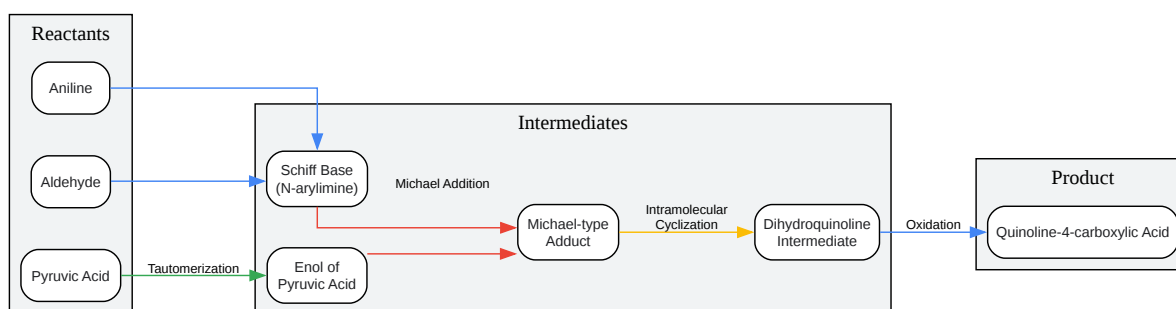 Reactants
Aniline
Aldehyde
Pyruvic Acid
Tautomerization
Intermediates
Schiff Base
(N-arylimine)
Enol of
Pyruvic Acid
Michael Addition
Michael-type
Adduct
Intramolecular
Cyclization
Dihydroquinoline
Intermediate
Oxidation
Product
Quinoline-4-carboxylic Acid